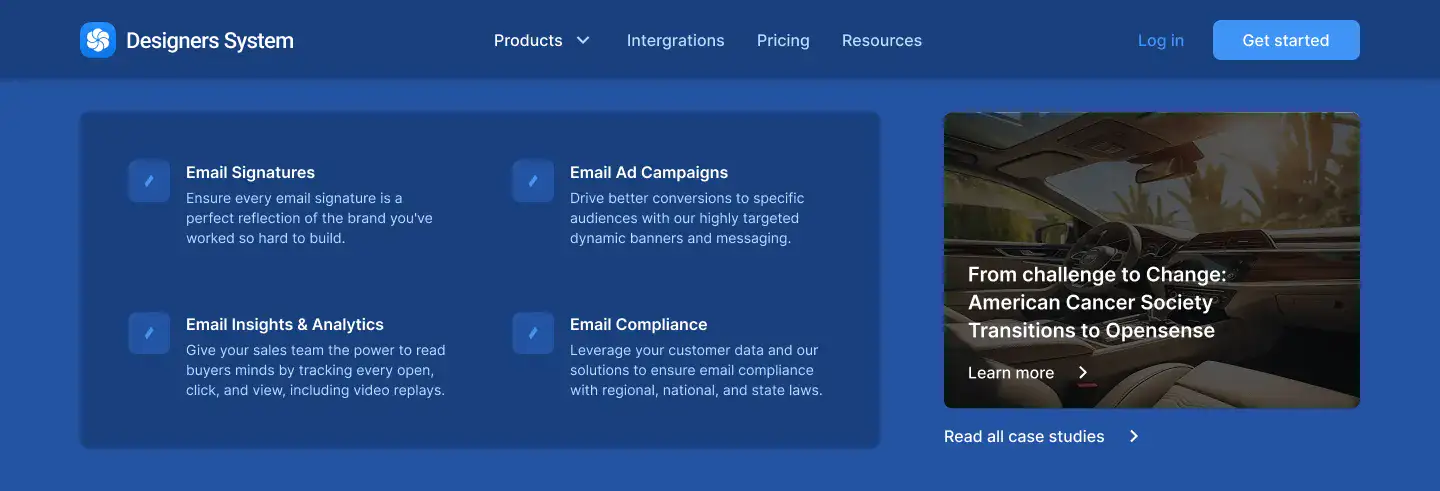 Designers System
Products
Intergrations
Pricing
Resources
Log in
Get started
Email Signatures
Ensure every email signature is a
perfect reflection of the brand you've
worked so hard to build.
Email Ad Campaigns
Drive better conversions to specific
audiences with our highly targeted
dynamic banners and messaging.
Email Insights & Analytics
Give your sales team the power to read
buyers minds by tracking every open,
click, and view, including video replays.
Email Compliance
Leverage your customer data and our
solutions to ensure email compliance
with regional, national, and state laws.
From challenge to Change:
American Cancer Society
Transitions to Opensense
Learn more
Read all case studies